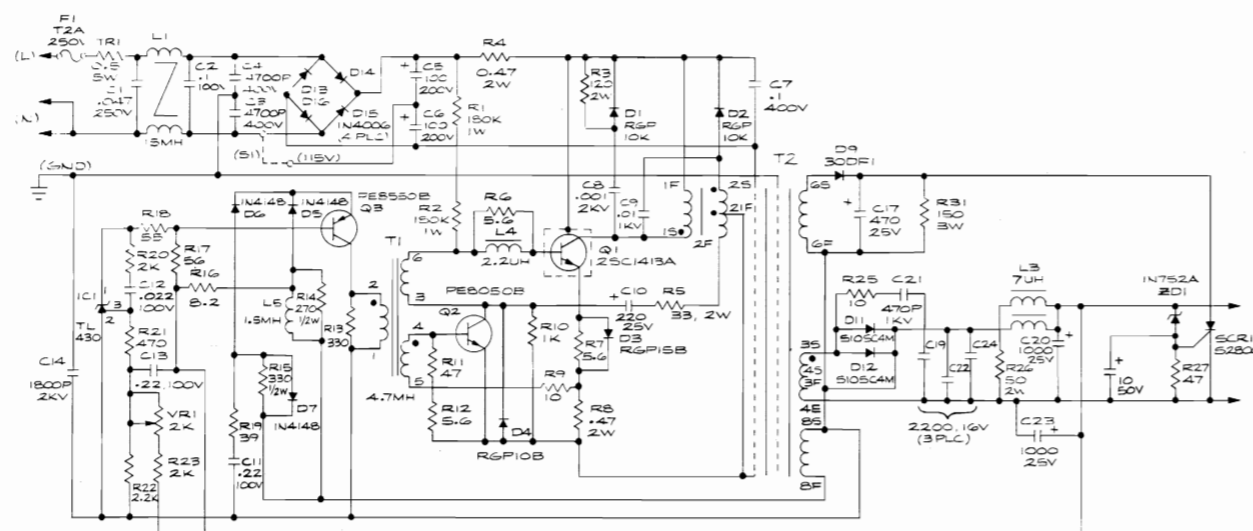 F1
T2A
250V
(L)
TR1
0.5
5W
L1
15MH
C1
.047
250V
C2
.1
100V
C4
4700P
400V
C3
4700P
400V
D13
D16
D14
D15
1N4006
(4 PLC)
C5
100
200V
C6
100
200V
R4
0.47
2W
R1
180K
1W
R3
120
2W
D1
RGP
10K
D2
RGP
10K
C7
.1
400V
(N)
(S1)
(115V)
(GND)
T2
D9
30DF1
C8
.001
2KV
C9
.01
1KV
1F
1S
2S
21F
2F
6S
6F
C17
470
25V
R31
150
3W
1N4148
D6
1N4148
D5
PE8550B
Q3
R18
55
R20
2K
R17
56
R16
8.2
C12
.022
100V
IC1
TL
430
1
3
2
R21
470
C13
.22, 100V
C14
1800P
2KV
L5
1.5MH
R14
270
1/2W
R13
330
R15
330
1/2W
D7
1N4148
R19
39
C11
.22
100V
VR1
2K
R23
2K
R22
2.2K
T1
2
1
6
3
4
5
4.7MH
R2
150K
1W
R6
5.6
L4
2.2UH
Q1
2SC1413A
PE8050B
Q2
R10
1K
C10
220
25V
R5
33, 2W
D3
RGP15B
R7
5.6
R11
47
R9
10
R12
5.6
D4
RGP10B
R8
.47
2W
R25
10
C21
470P
1KV
D11
S10SC4M
D12
S10SC4M
3S
4S
3F
4E
8S
8F
C19
C22
C24
2200, 16V
(3PLC)
L3
7UH
R26
50
2W
C20
1000
25V
C23
1000
25V
1N752A
ZD1
10
50V
R27
47
SCR1
S280